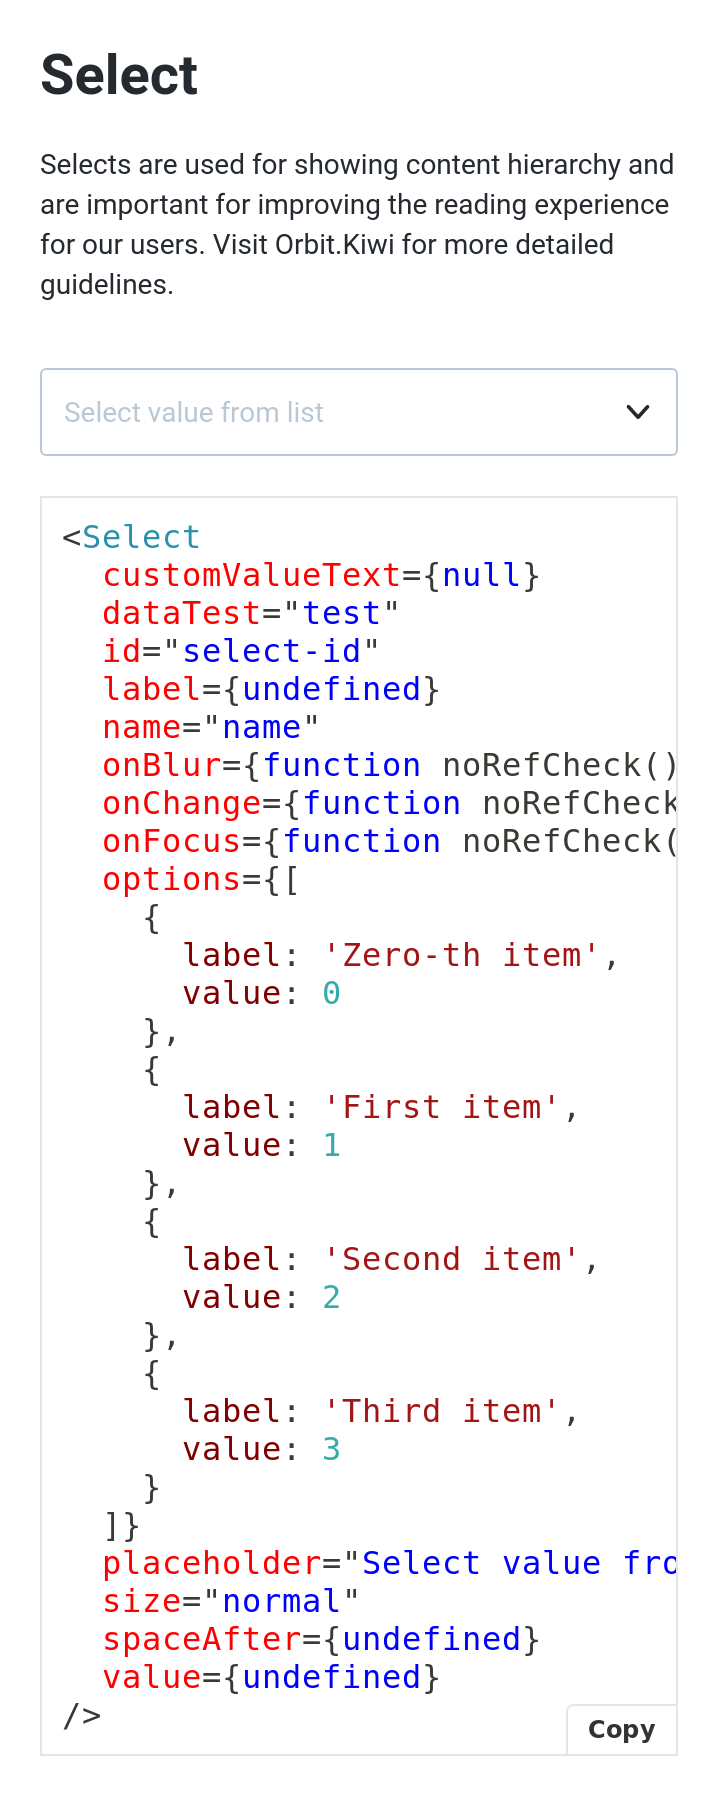 Select
Selects are used for showing content hierarchy and
are important for improving the reading experience
for our users. Visit Orbit.Kiwi for more detailed
guidelines.
Select value from list
<Select
  customValueText={null}
  dataTest="test"
  id="select-id"
  label={undefined}
  name="name"
  onBlur={function noRefCheck()
  onChange={function noRefCheck
  onFocus={function noRefCheck(
  options={[
    {
      label: 'Zero-th item',
      value: 0
    },
    {
      label: 'First item',
      value: 1
    },
    {
      label: 'Second item',
      value: 2
    },
    {
      label: 'Third item',
      value: 3
    }
  ]}
  placeholder="Select value fro
  size="normal"
  spaceAfter={undefined}
  value={undefined}
/>
Copy